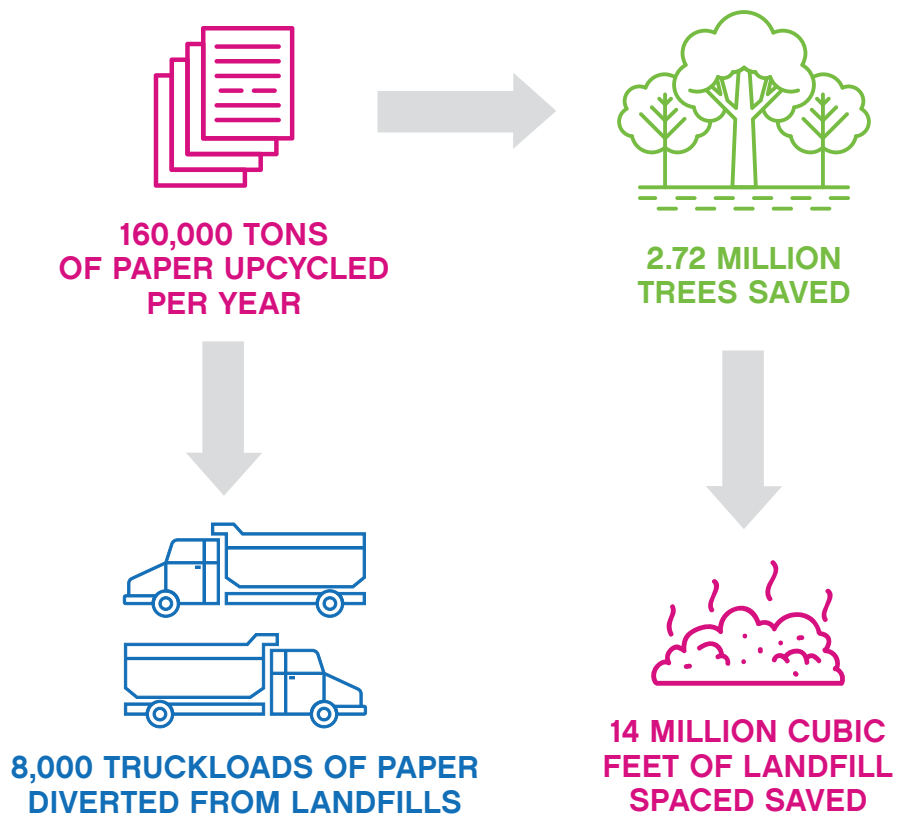 160,000 TONS
OF PAPER UPCYCLED
PER YEAR
2.72 MILLION
TREES SAVED
8,000 TRUCKLOADS OF PAPER
DIVERTED FROM LANDFILLS
14 MILLION CUBIC
FEET OF LANDFILL
SPACED SAVED